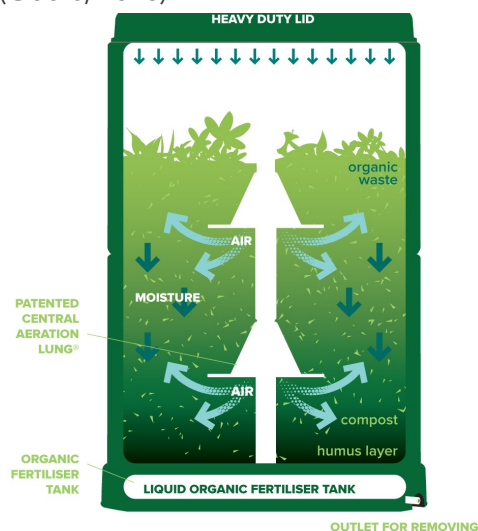 HEAVY DUTY LID
organic
waste
AIR
MOISTURE
PATENTED
CENTRAL
AERATION
LUNG®
AIR
compost
humus layer
ORGANIC
FERTILISER
TANK
LIQUID ORGANIC FERTILISER TANK
OUTLET FOR REMOVING